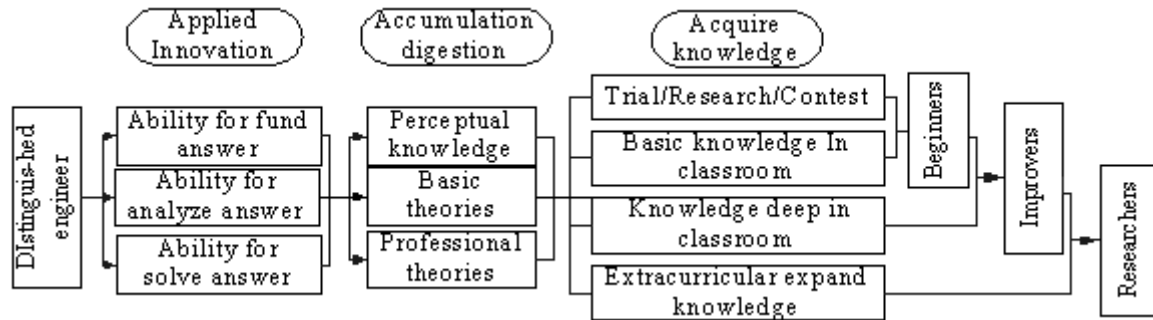 Applied
Innovation
Accumulation
digestion
Acquire
knowledge
DIstingus-hed
engineer
Ability for fund
answer
Ability for
analyze answer
Ability for
solve answer
Perceptual
knowledge
Basic
theories
Professional
theories
Trial/Research/Contest
Basic knowledge In
classroom
Knowledge deep in
classroom
Extracurricular expand
knowledge
Beginners
Improvers
Researchers